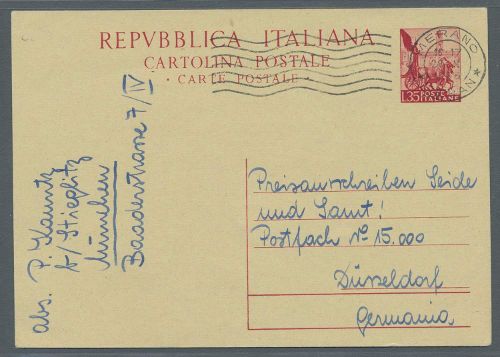 REPVBBLICA ITALIANA
CARTOLINA POSTALE
· CARTE POSTALE ·
MERANO
L.35 POSTE
ITALIANE
abs. P.
b/Stieglitz
München
Baaderstrasse 7/IV
Preisausschreiben Seide
und Samt!
Postfach No 15.000
Düsseldorf
Germania